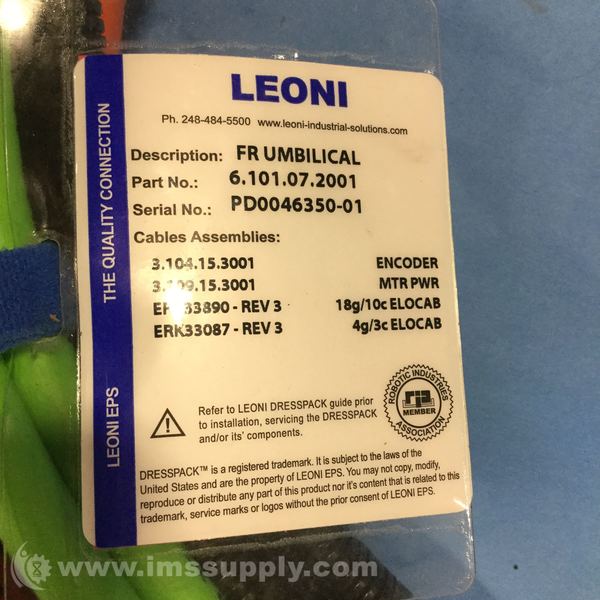 LEONI
Ph. 248-484-5500 www.leoni-industrial-solutions.com
Description: FR UMBILICAL
Part No.: 6.101.07.2001
Serial No.: PD0046350-01
Cables Assemblies:
3.104.15.3001 ENCODER
MTR PWR
- REV 3 18g/10c ELOCAB
ERK33087 - REV 3 4g/3c ELOCAB
Refer to LEONI DRESSPACK guide prior
to installation, servicing the DRESSPACK
and/or its' components.
ROBOTIC INDUSTRIES
ria
MEMBER
ASSOCIATION
DRESSPACK™ is a registered trademark. It is subject to the laws of the
United States and are the property of LEONI EPS. You may not copy, modify,
reproduce or distribute any part of this product nor it's content that is related to this
trademark, service marks or logos without the prior consent of LEONI EPS.
THE QUALITY CONNECTION
LEONI EPS
www.imssupply.com